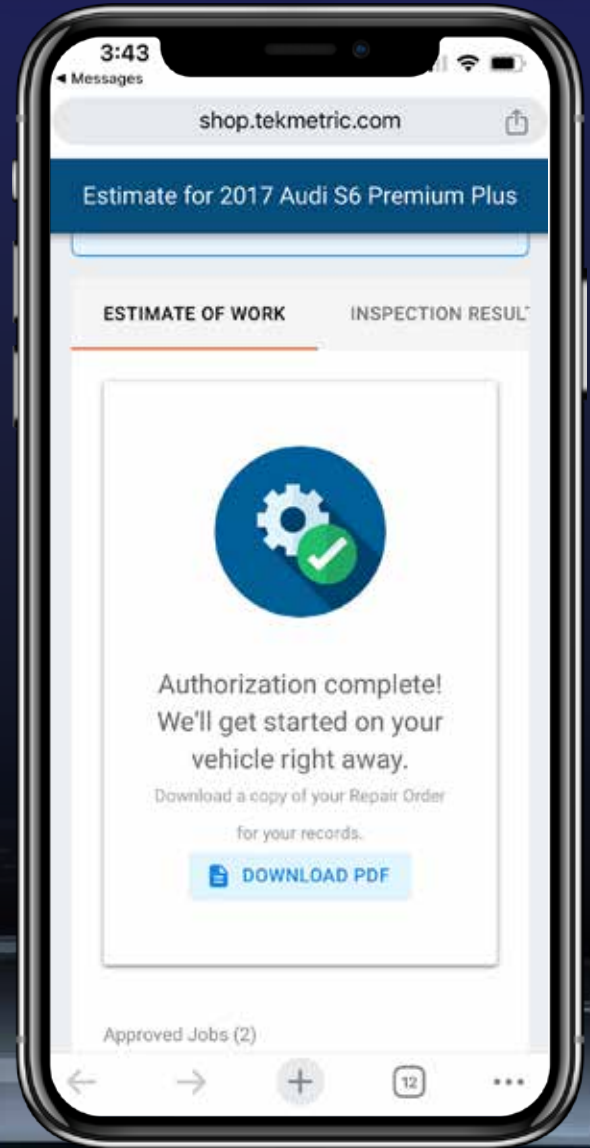 3:43
◀ Messages
shop.tekmetric.com
Estimate for 2017 Audi S6 Premium Plus
ESTIMATE OF WORK
INSPECTION RESUL
Authorization complete!
We'll get started on your
vehicle right away.
Download a copy of your Repair Order
for your records.
DOWNLOAD PDF
Approved Jobs (2)
12